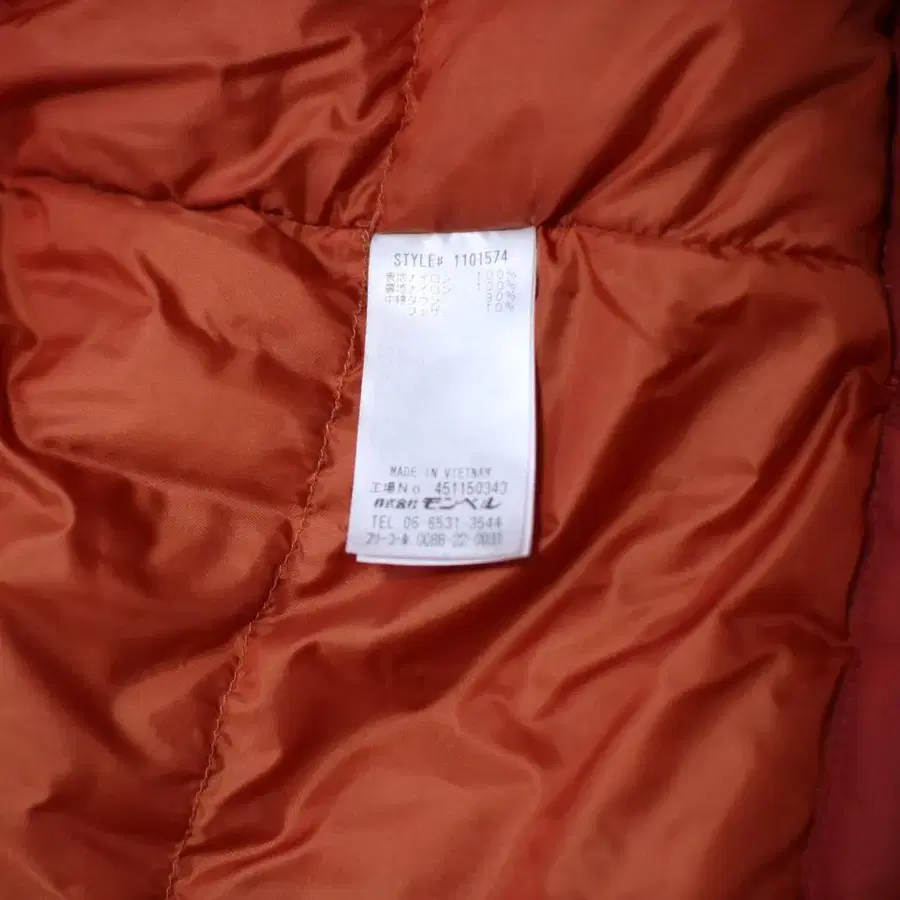 STYLE# 1101574
表地ナイロン 100%
裏地ナイロン 100%
中綿ダウン 90%
フェザー 10%
MADE IN VIETNAM
工場No 451150343
株式会社 モンベル
TEL 06 6531-3544
フリーコール 0088-22-0031